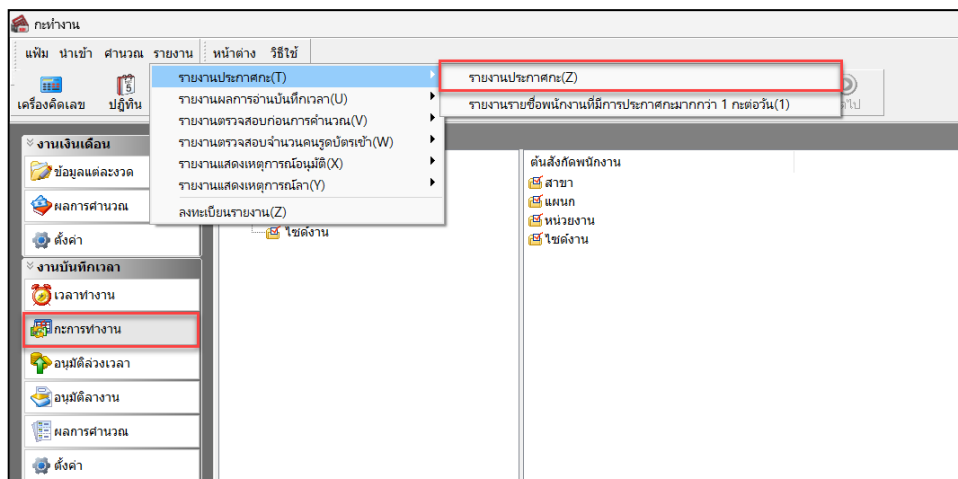 กะทำงาน
แฟ้ม นำเข้า คำนวณ รายงาน หน้าต่าง วิธีใช้
เครื่องคิดเลข ปฏิทิน
รายงานประกาศกะ(T)
รายงานผลการอ่านบันทึกเวลา(U)
รายงานตรวจสอบก่อนการคำนวณ(V)
รายงานตรวจสอบจำนวนคนรูดบัตรเข้า(W)
รายงานแสดงเหตุการณ์อนุมัติ(X)
รายงานแสดงเหตุการณ์ลา(Y)
ลงทะเบียนรายงาน(Z)
รายงานประกาศกะ(Z)
รายงานรายชื่อพนักงานที่มีการประกาศกะมากกว่า 1 กะต่อวัน(1)
งานเงินเดือน
ข้อมูลแต่ละงวด
ผลการคำนวณ
ตั้งค่า
งานบันทึกเวลา
เวลาทำงาน
กะการทำงาน
อนุมัติล่วงเวลา
อนุมัติลางาน
ผลการคำนวณ
ตั้งค่า
ไซด์งาน
ต้นสังกัดพนักงาน
สาขา
แผนก
หน่วยงาน
ไซด์งาน